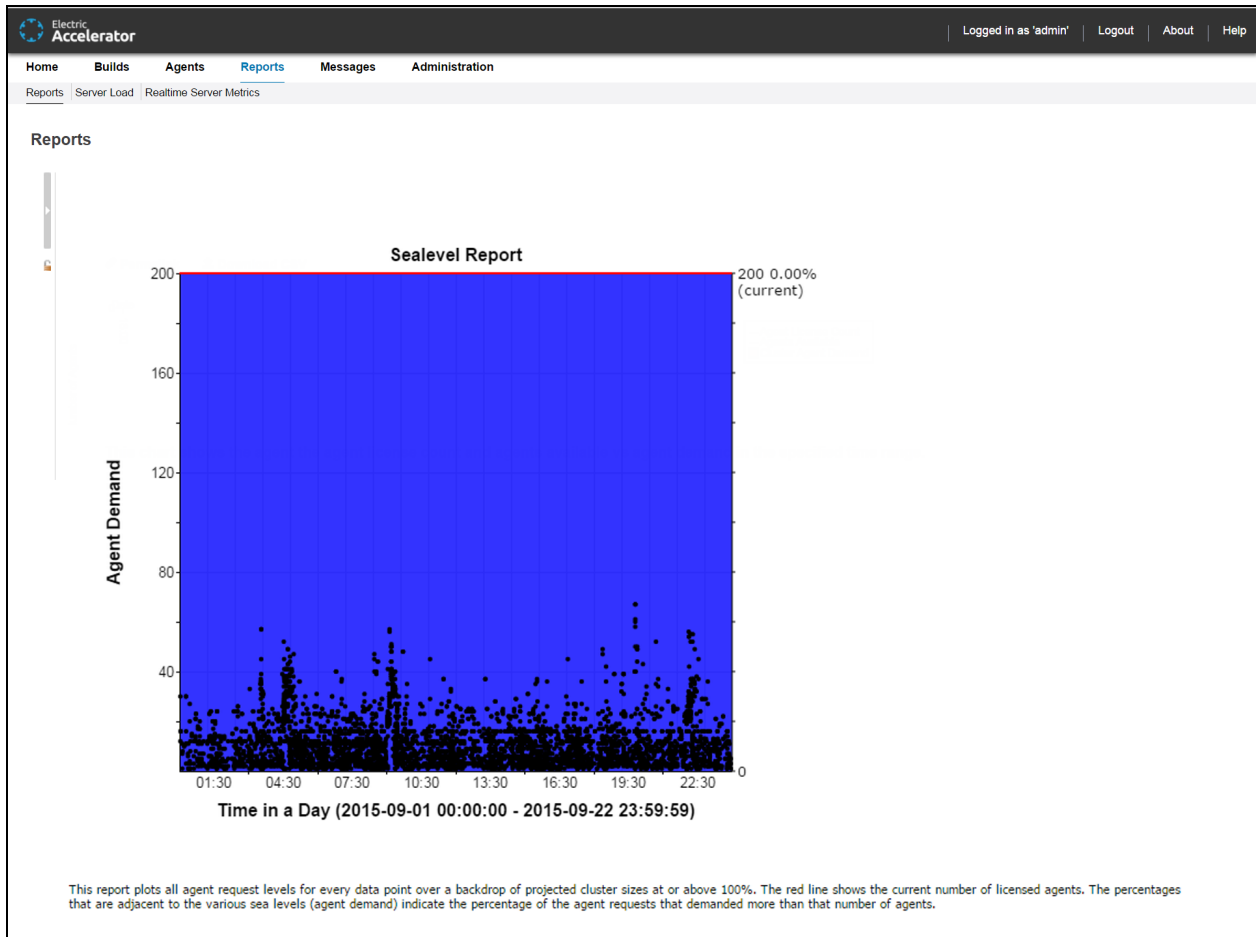 Electric
Accelerator
Logged in as 'admin' Logout About Help
Home Builds Agents Reports Messages Administration
Reports Server Load Realtime Server Metrics
Reports
Sealevel Report
200
200 0.00%
(current)
160
120
80
40
0
Agent Demand
01:30 04:30 07:30 10:30 13:30 16:30 19:30 22:30
Time in a Day (2015-09-01 00:00:00 - 2015-09-22 23:59:59)
This report plots all agent request levels for every data point over a backdrop of projected cluster sizes at or above 100%. The red line shows the current number of licensed agents. The percentages
that are adjacent to the various sea levels (agent demand) indicate the percentage of the agent requests that demanded more than that number of agents.